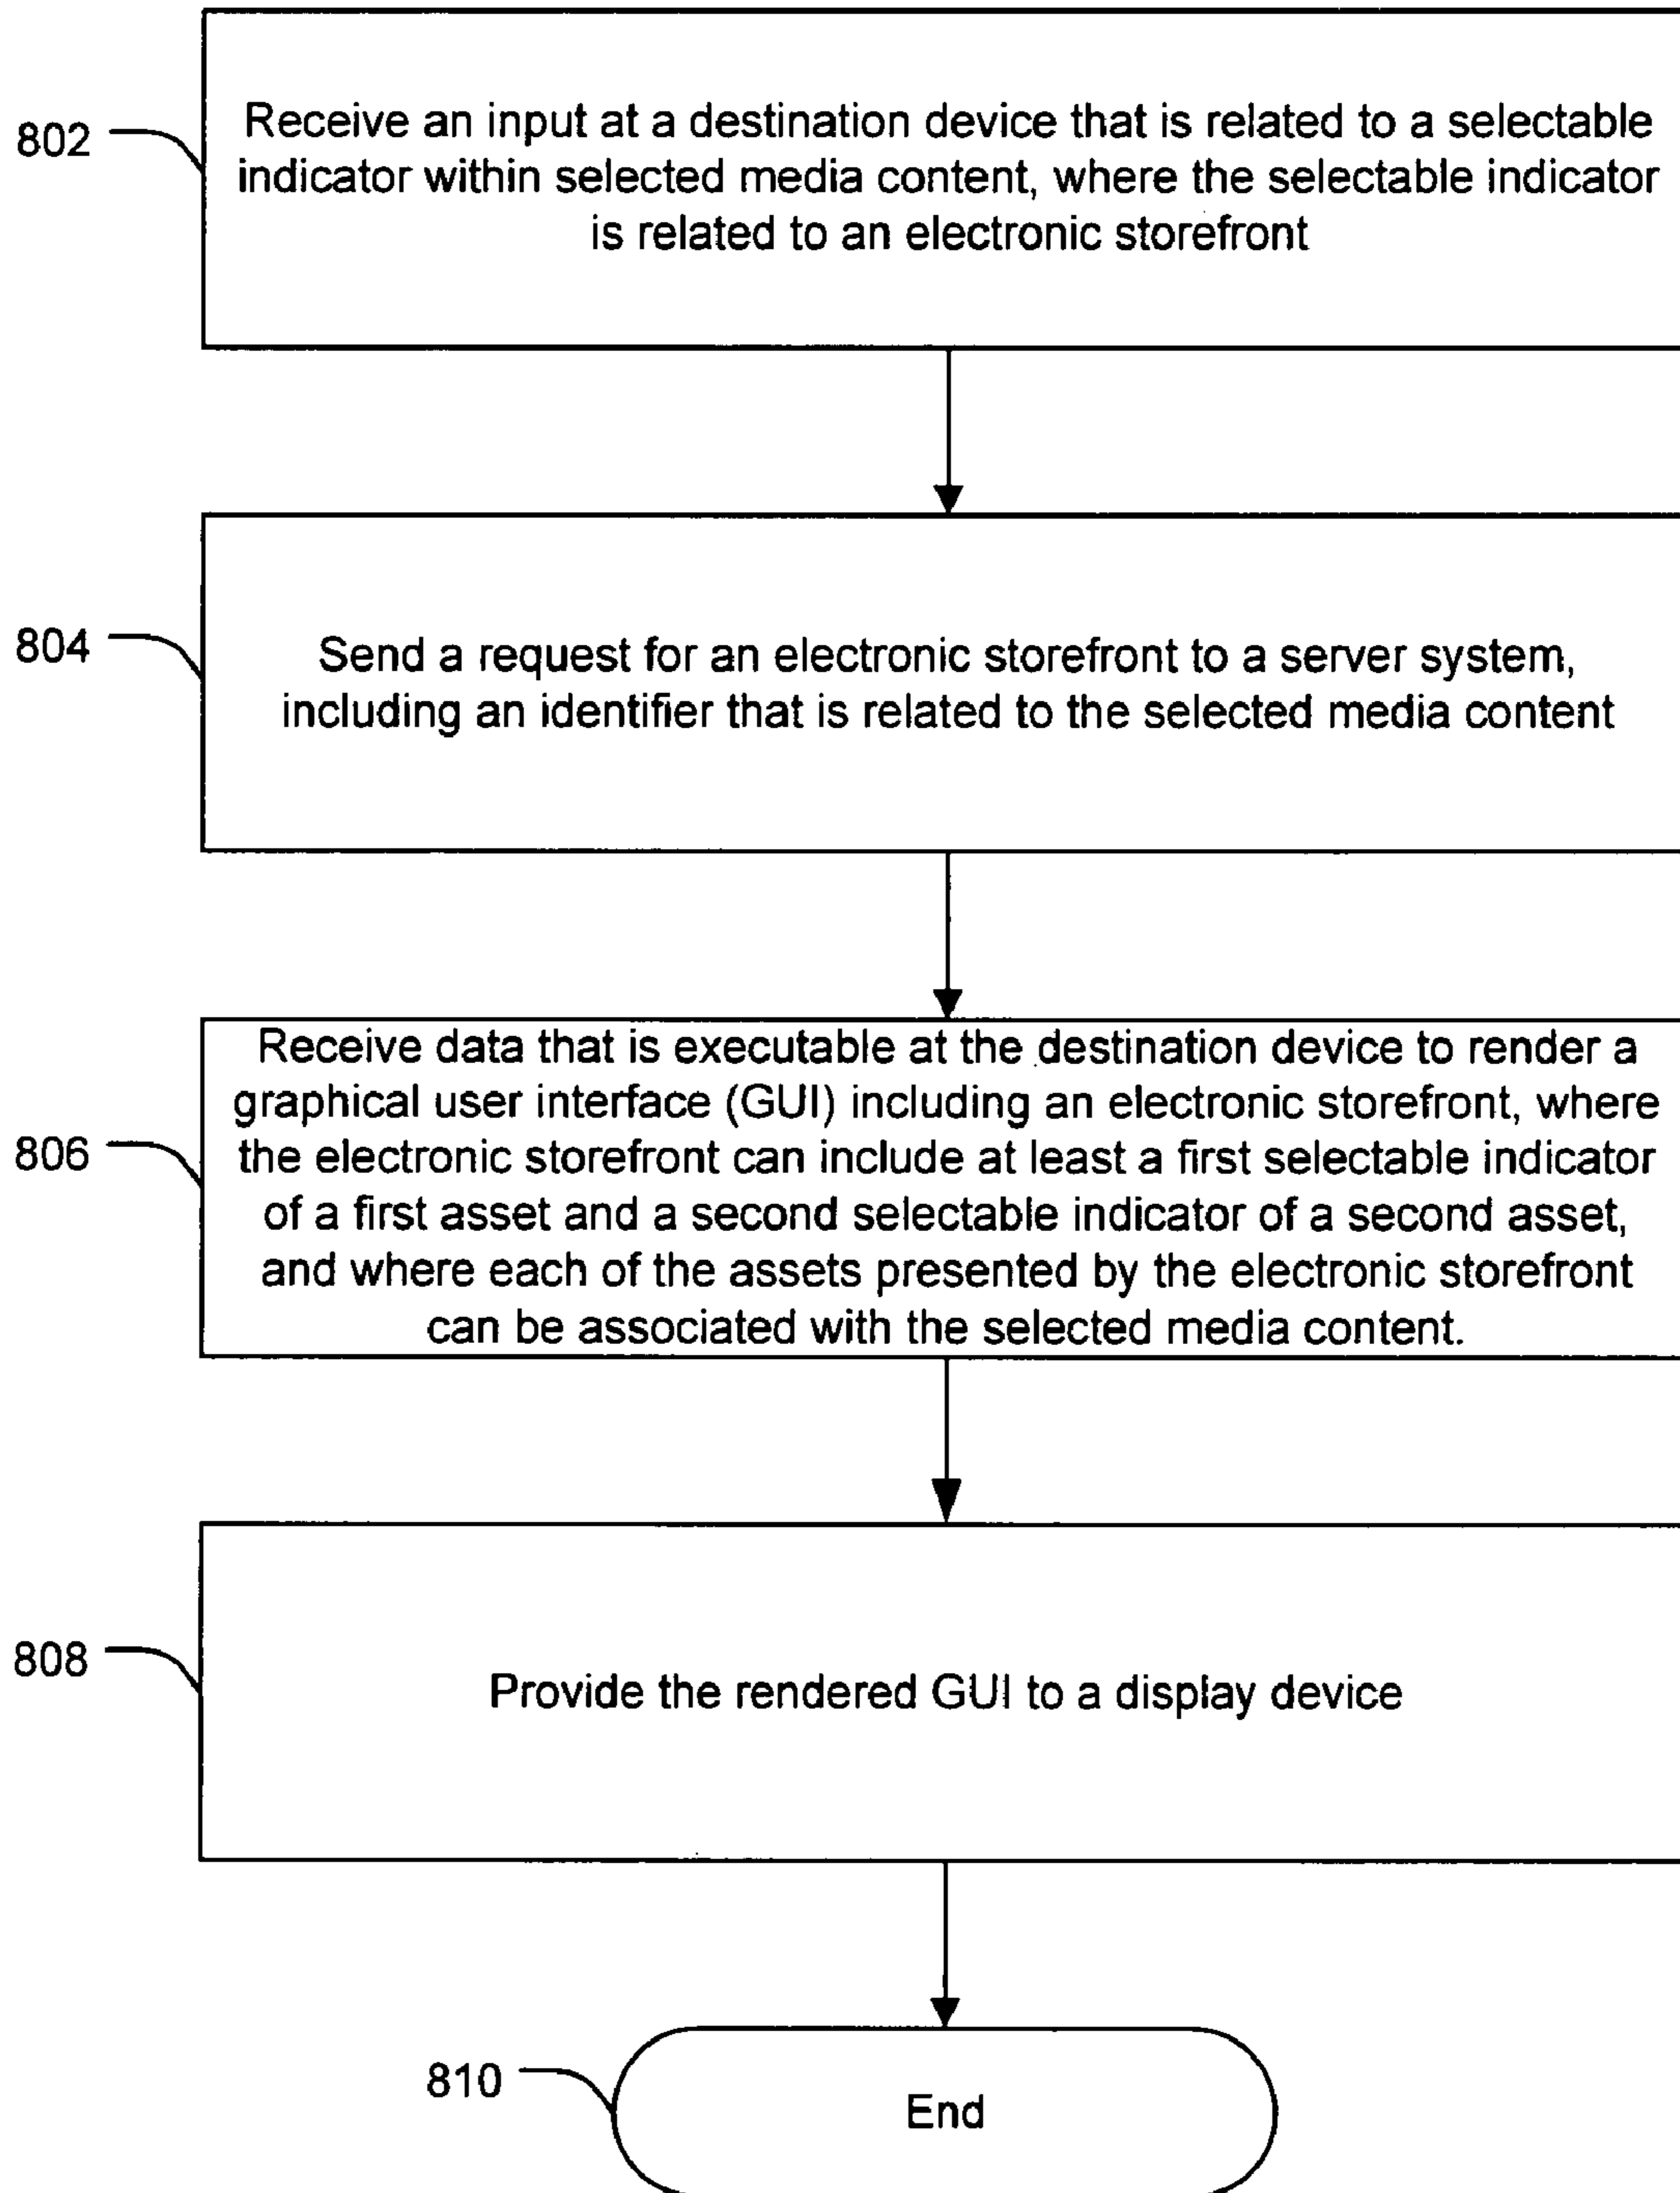 802
Receive an input at a destination device that is related to a selectable
indicator within selected media content, where the selectable indicator
is related to an electronic storefront
804
Send a request for an electronic storefront to a server system,
including an identifier that is related to the selected media content
806
Receive data that is executable at the destination device to render a
graphical user interface (GUI) including an electronic storefront, where
the electronic storefront can include at least a first selectable indicator
of a first asset and a second selectable indicator of a second asset,
and where each of the assets presented by the electronic storefront
can be associated with the selected media content.
808
Provide the rendered GUI to a display device
810
End